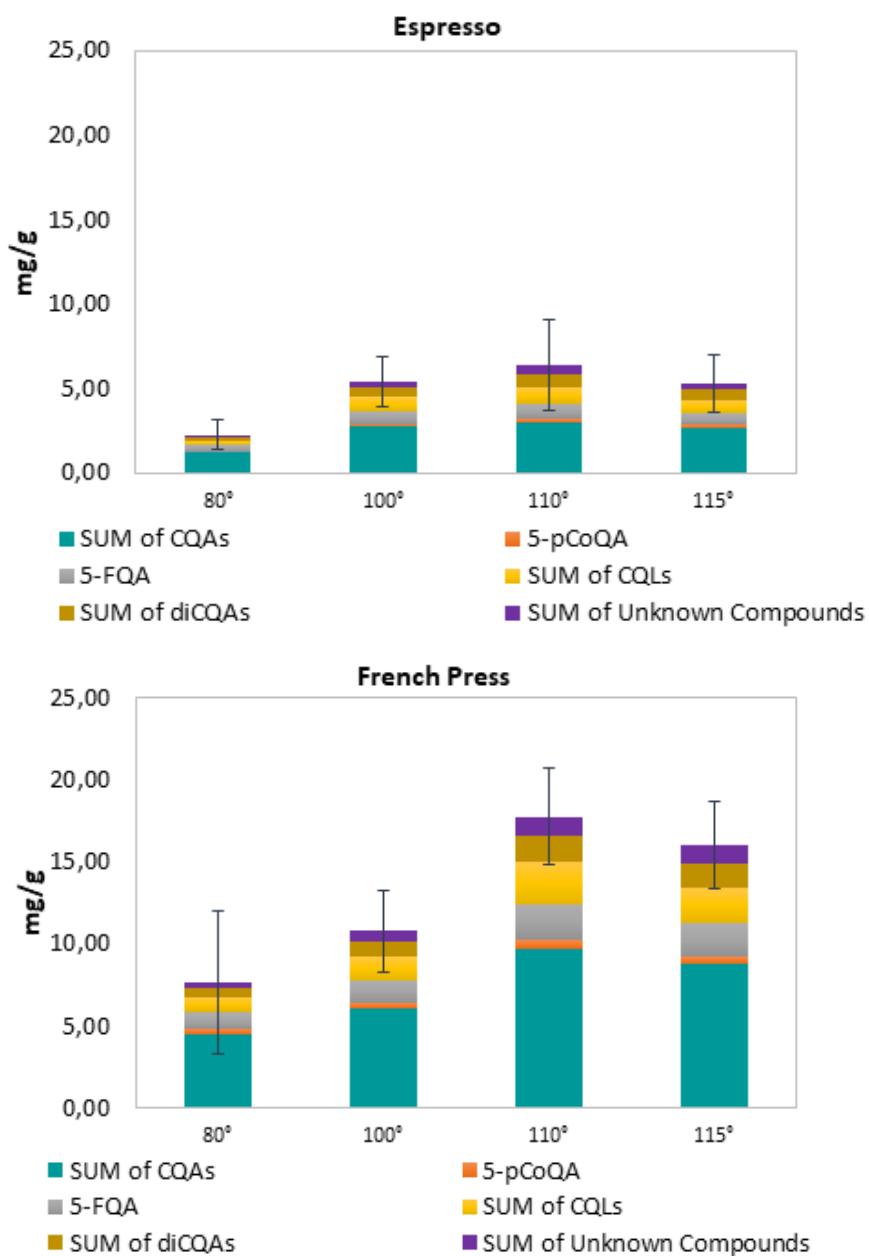 Espresso
25,00
20,00
15,00
10,00
5,00
0,00
mg/g
80° 100° 110° 115°
SUM of CQAs 5-pCoQA
5-FQA SUM of CQLs
SUM of diCQAs SUM of Unknown Compounds
French Press
25,00
20,00
15,00
10,00
5,00
0,00
mg/g
80° 100° 110° 115°
SUM of CQAs 5-pCoQA
5-FQA SUM of CQLs
SUM of diCQAs SUM of Unknown Compounds